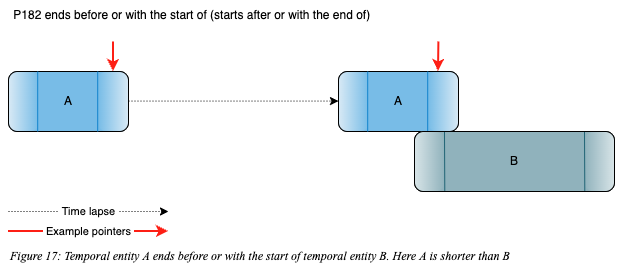 P182 ends before or with the start of (starts after or with the end of)
A
A
B
Time lapse
Example pointers
Figure 17: Temporal entity A ends before or with the start of temporal entity B. Here A is shorter than B